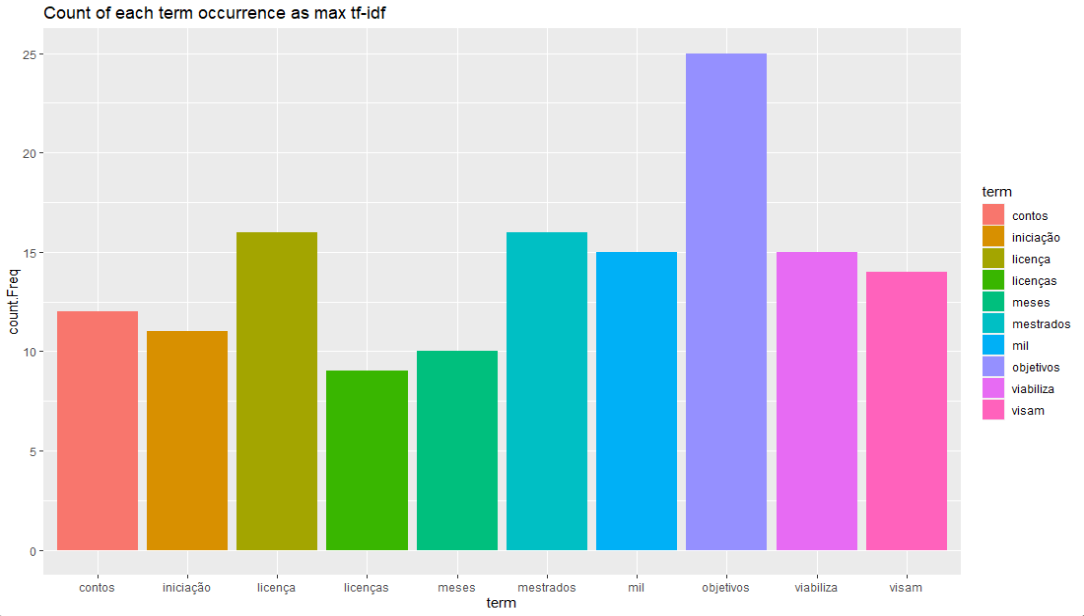 Count of each term occurrence as max tf-idf
count.Freq
25
20
15
10
5
0
contos iniciação licença licenças meses mestrados mil objetivos viabiliza visam
term
term
contos
iniciação
licença
licenças
meses
mestrados
mil
objetivos
viabiliza
visam